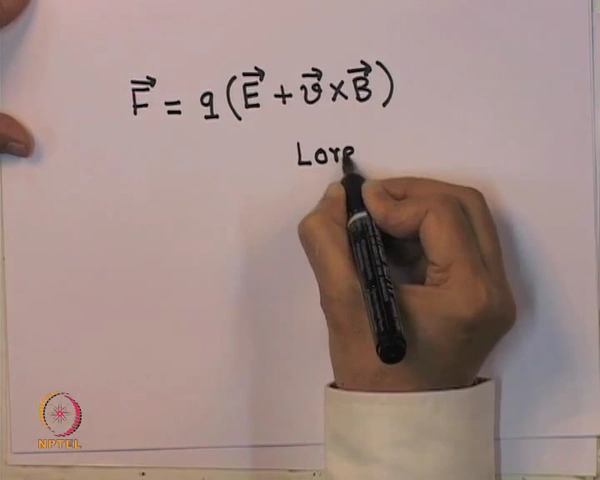 F⃗ = q (E⃗ + v⃗ × B⃗)
Lore
NPTEL